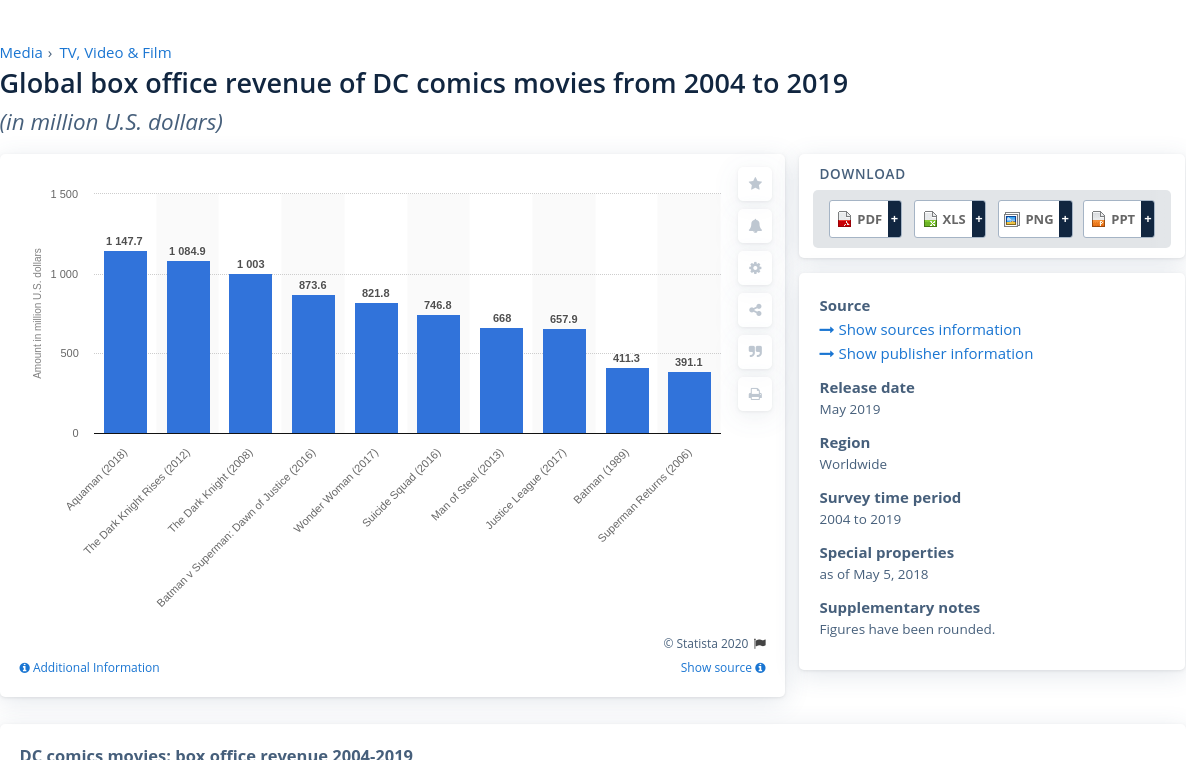 Media › TV, Video & Film
Global box office revenue of DC comics movies from 2004 to 2019
(in million U.S. dollars)
Amount in million U.S. dollars
1 500
1 000
500
0
1 147.7
1 084.9
1 003
873.6
821.8
746.8
668
657.9
411.3
391.1
Aquaman (2018)
The Dark Knight Rises (2012)
The Dark Knight (2008)
Batman v Superman: Dawn of Justice (2016)
Wonder Woman (2017)
Suicide Squad (2016)
Man of Steel (2013)
Justice League (2017)
Batman (1989)
Superman Returns (2006)
© Statista 2020
Additional Information
Show source
DOWNLOAD
PDF +
XLS +
PNG +
PPT +
Source
Show sources information
Show publisher information
Release date
May 2019
Region
Worldwide
Survey time period
2004 to 2019
Special properties
as of May 5, 2018
Supplementary notes
Figures have been rounded.
DC comics movies: box office revenue 2004-2019